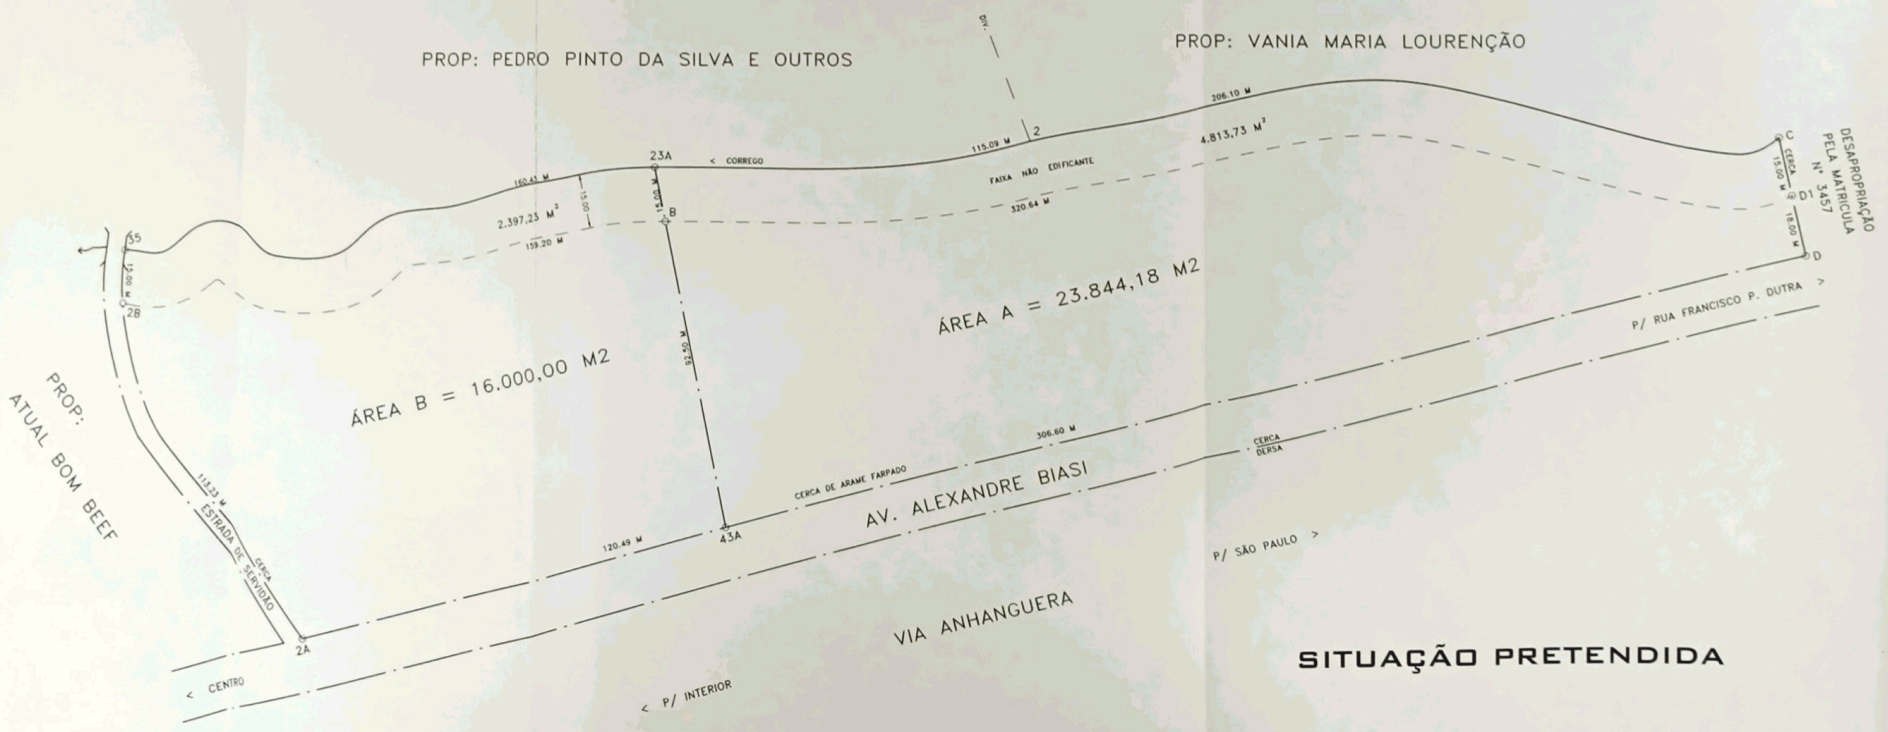 DIV.
PROP: PEDRO PINTO DA SILVA E OUTROS
PROP: VANIA MARIA LOURENÇÃO
206.10 M
4.813,73 M²
2
115.09 M
23A
< CORREGO
FAIXA NÃO EDIFICANTE
320.64 M
C
CERCA
15.00 M
D1
18.00 M
D
DESAPROPRIAÇÃO
PELA MATRICULA
N° 3457
160.43 M
15.00
15.00 M
B
2.397,23 M²
159.20 M
35
15.00 M
2B
ÁREA A = 23.844,18 M2
ÁREA B = 16.000,00 M2
92.50 M
P/ RUA FRANCISCO P. DUTRA >
PROP:
ATUAL BOM BEEF
306.60 M
CERCA
DERSA
CERCA DE ARAME FARPADO
AV. ALEXANDRE BIASI
113.23 M
ESTRADA DE SERVIDÃO
CERCA
120.49 M
43A
2A
P/ SÃO PAULO >
VIA ANHANGUERA
SITUAÇÃO PRETENDIDA
< CENTRO
< P/ INTERIOR